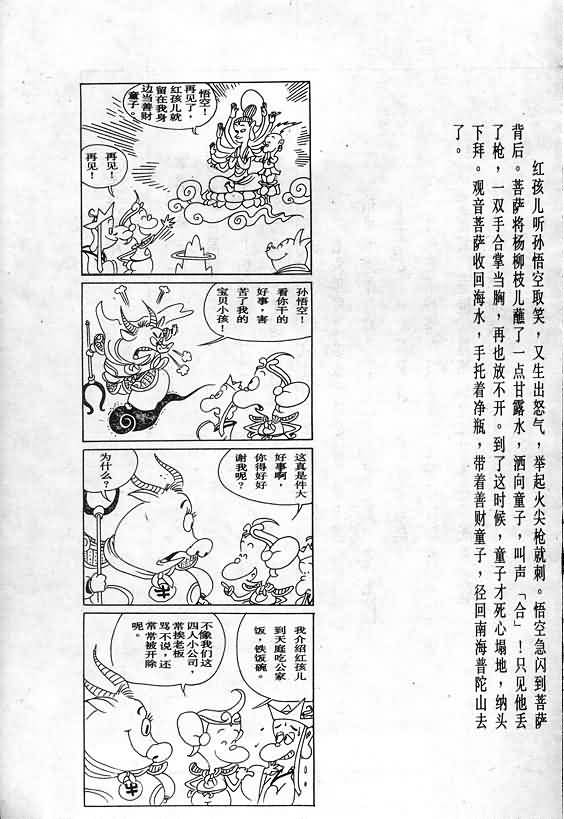 红孩儿听孙悟空取笑，又生出怒气，举起火尖枪就刺。悟空急闪到菩萨
背后。菩萨将杨柳枝儿蘸了一点甘露水，洒向童子，叫声「合」！只见他丢
了枪，一双手合掌当胸，再也放不开。到了这时候，童子才死心塌地，纳头
下拜。观音菩萨收回海水，手托着净瓶，带着善财童子，径回南海普陀山去
了。
悟空！
再见了，
红孩儿就
留在我身
边当善财
童子。
再见！
再见！
孙悟空！
看你干的
好事，害
苦了我的
宝贝小孩！
这真是件大
好事啊，
你得好好
谢我呢？
为什么？
牛
我介绍红孩儿
到天庭吃公家
饭，铁饭碗。
不像我们这
四人小公司，
常挨老板
骂不说，还
常常被开除
呢。
牛